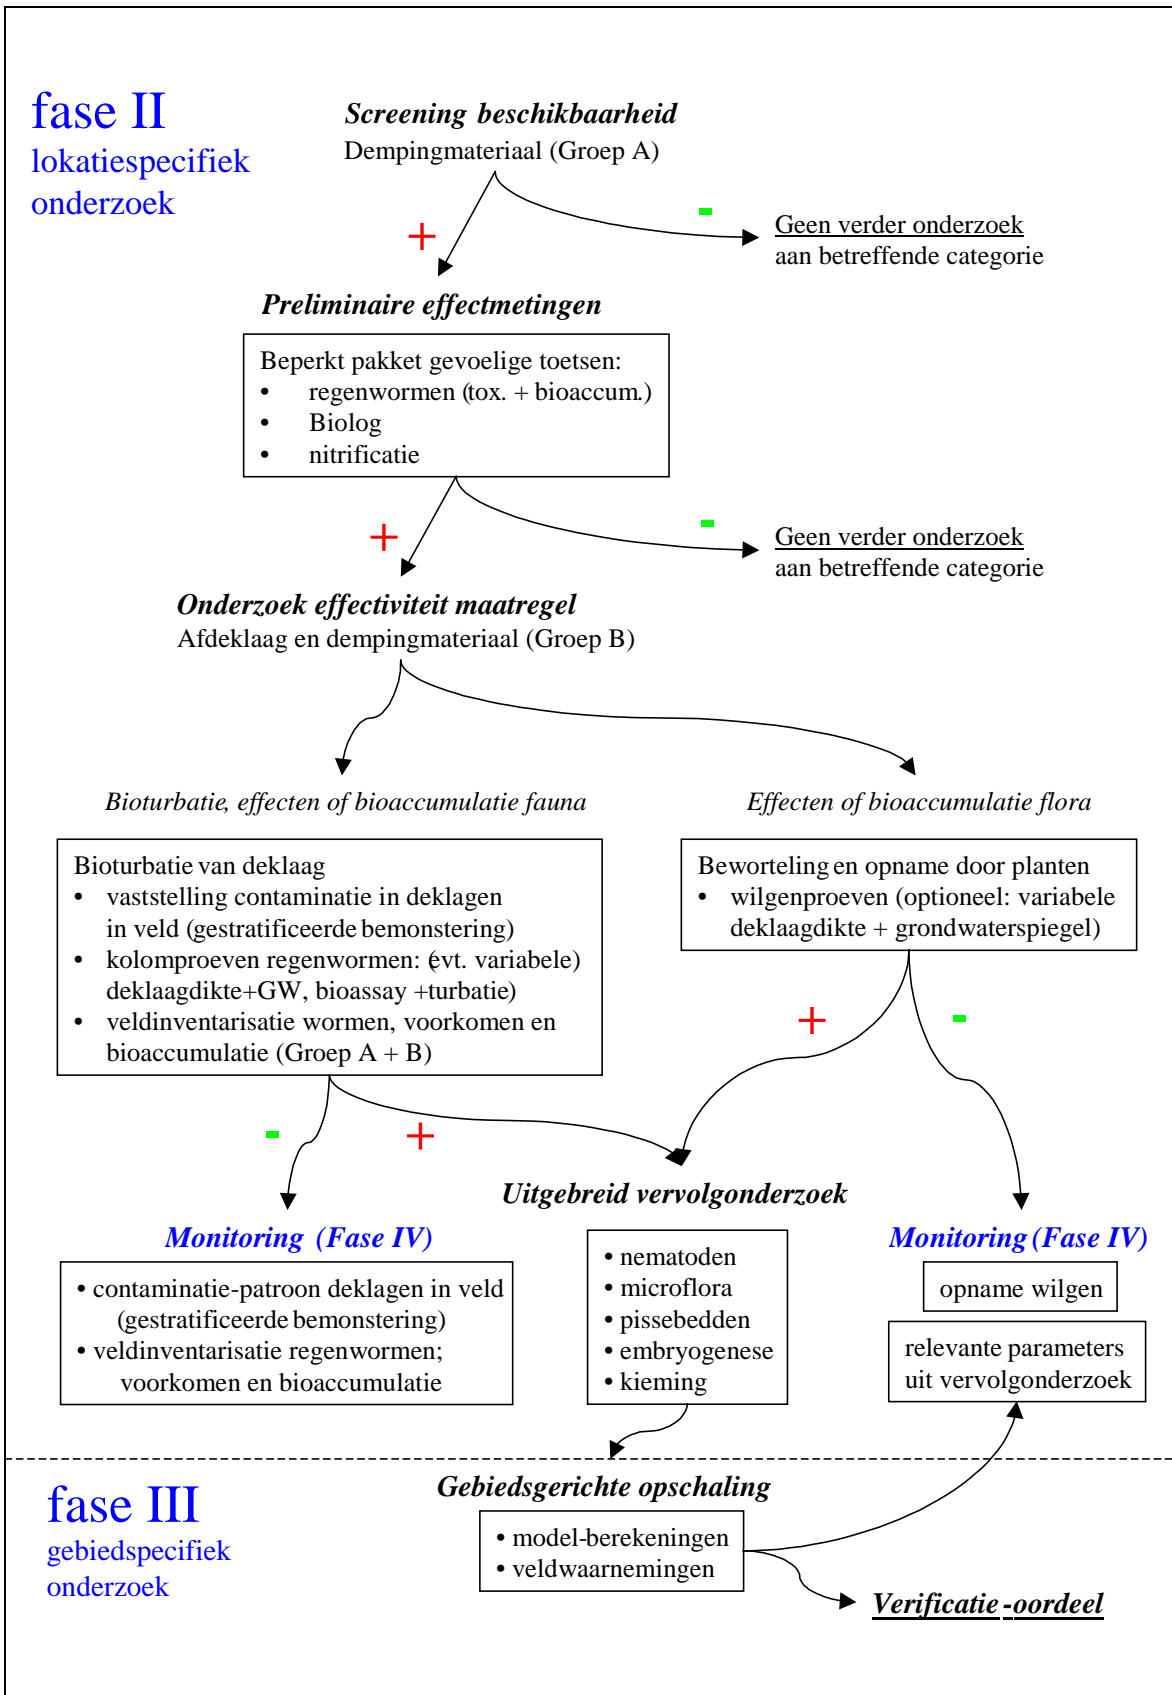 fase II
lokatiespecifiek
onderzoek
Screening beschikbaarheid
Dempingmateriaal (Groep A)
+
-
Geen verder onderzoek
aan betreffende categorie
Preliminaire effectmetingen
Beperkt pakket gevoelige toetsen:
• regenwormen (tox. + bioaccum.)
• Biolog
• nitrificatie
+
-
Geen verder onderzoek
aan betreffende categorie
Onderzoek effectiviteit maatregel
Afdeklaag en dempingmateriaal (Groep B)
Bioturbatie, effecten of bioaccumulatie fauna
Bioturbatie van deklaag
• vaststelling contaminatie in deklagen
in veld (gestratificeerde bemonstering)
• kolomproeven regenwormen: (evt. variabele)
deklaagdikte+GW, bioassay +turbatie)
• veldinventarisatie wormen, voorkomen en
bioaccumulatie (Groep A + B)
Effecten of bioaccumulatie flora
Beworteling en opname door planten
• wilgenproeven (optioneel: variabele
deklaagdikte + grondwaterspiegel)
+
-
-
+
Uitgebreid vervolgonderzoek
• nematoden
• microflora
• pissebedden
• embryogenese
• kieming
Monitoring (Fase IV)
• contaminatie-patroon deklagen in veld
(gestratificeerde bemonstering)
• veldinventarisatie regenwormen;
voorkomen en bioaccumulatie
Monitoring (Fase IV)
opname wilgen
relevante parameters
uit vervolgonderzoek
fase III
gebiedspecifiek
onderzoek
Gebiedsgerichte opschaling
• model-berekeningen
• veldwaarnemingen
Verificatie-oordeel